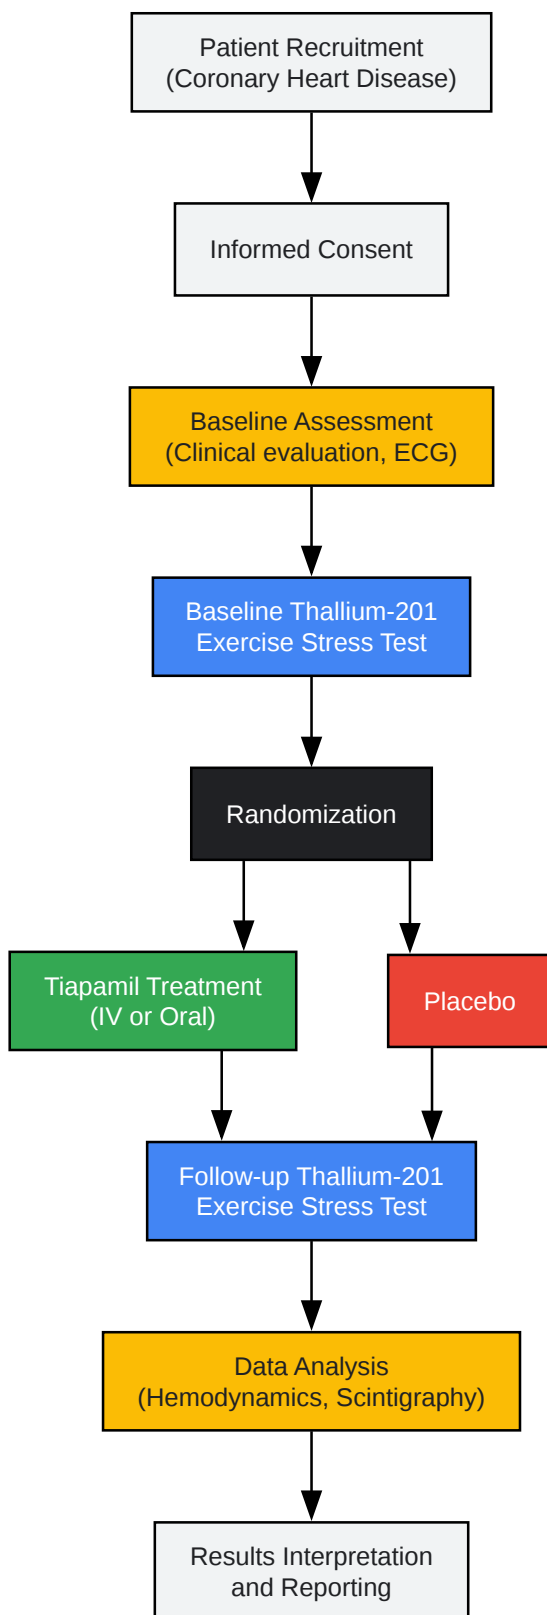 Patient Recruitment
(Coronary Heart Disease)
Informed Consent
Baseline Assessment
(Clinical evaluation, ECG)
Baseline Thallium-201
Exercise Stress Test
Randomization
Tiapamil Treatment
(IV or Oral)
Placebo
Follow-up Thallium-201
Exercise Stress Test
Data Analysis
(Hemodynamics, Scintigraphy)
Results Interpretation
and Reporting